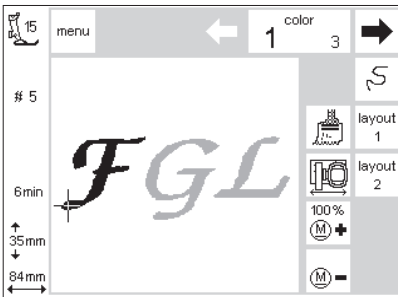 15
menu
color
1 3
# 5
layout
1
layout
2
FGL
6min
100%
M +
35mm
M -
84mm